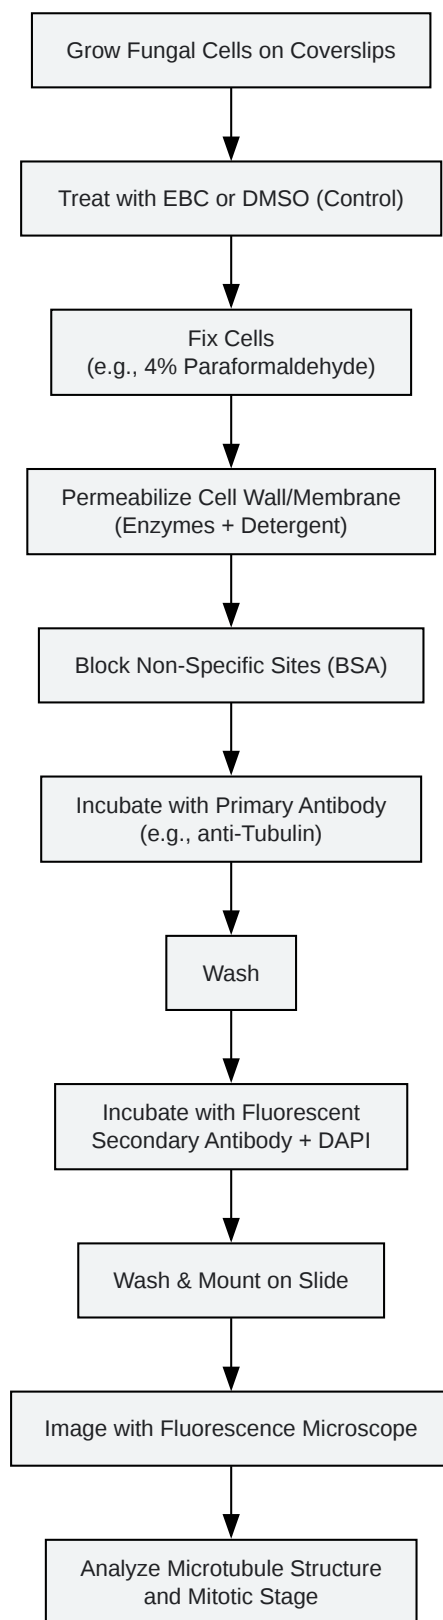 Grow Fungal Cells on Coverslips
Treat with EBC or DMSO (Control)
Fix Cells
(e.g., 4% Paraformaldehyde)
Permeabilize Cell Wall/Membrane
(Enzymes + Detergent)
Block Non-Specific Sites (BSA)
Incubate with Primary Antibody
(e.g., anti-Tubulin)
Wash
Incubate with Fluorescent
Secondary Antibody + DAPI
Wash & Mount on Slide
Image with Fluorescence Microscope
Analyze Microtubule Structure
and Mitotic Stage